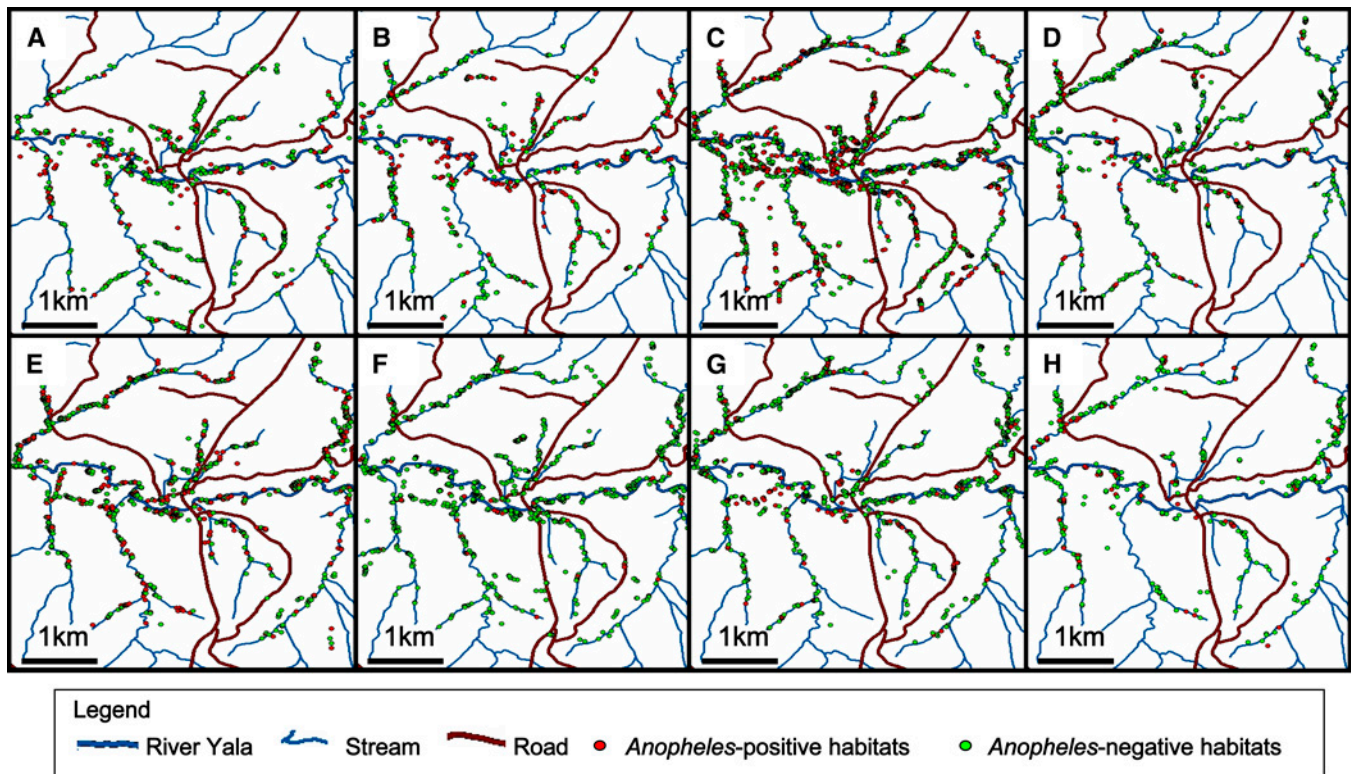 A B C D
1km 1km 1km 1km
E F G H
1km 1km 1km 1km
Legend
River Yala Stream Road Anopheles-positive habitats Anopheles-negative habitats